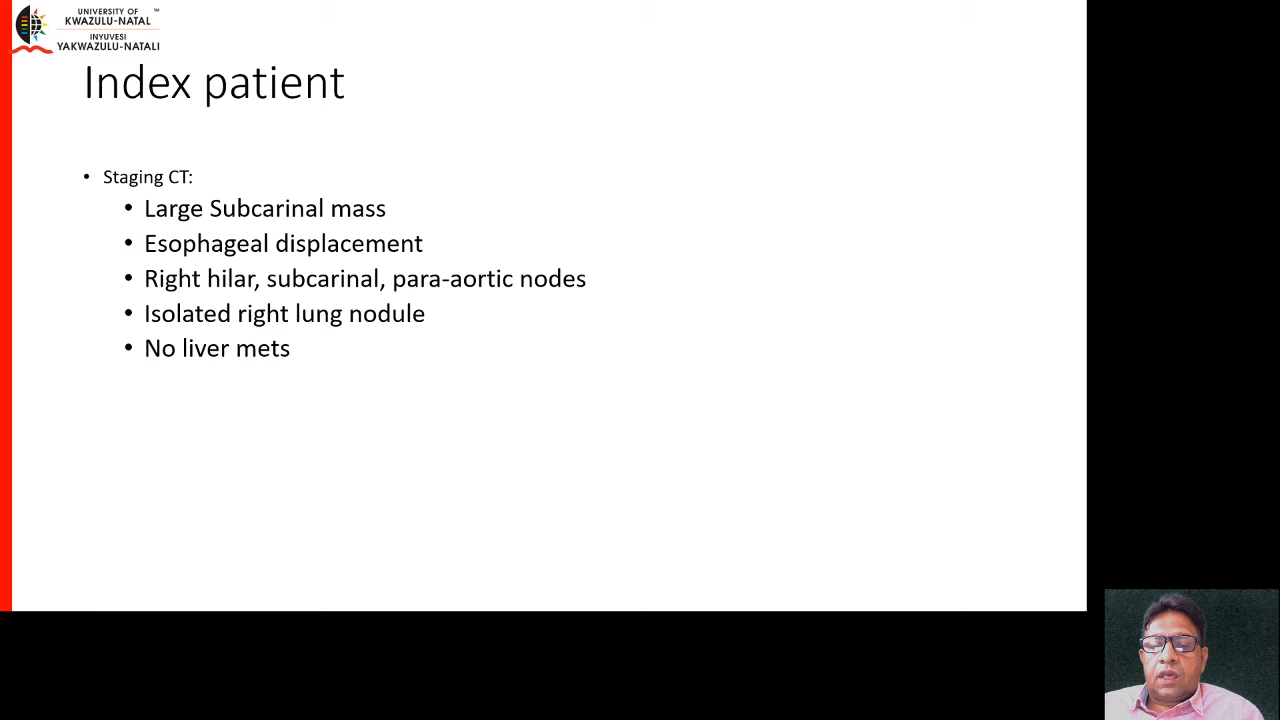 UNIVERSITY OF ™
KWAZULU-NATAL
INYUVESI
YAKWAZULU-NATALI
Index patient
• Staging CT:
• Large Subcarinal mass
• Esophageal displacement
• Right hilar, subcarinal, para-aortic nodes
• Isolated right lung nodule
• No liver mets